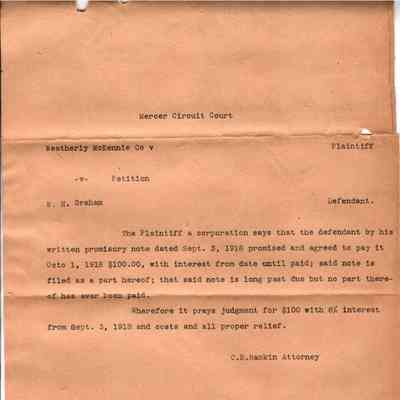 Mercer Circuit Court
Weatherly McKennie Co v Plaintiff
-v- Petition
Graham Defendant.
The Plaintiff a corporation says that the defendant by his
written promisory note dated Sept. 3, 1918 promised and agreed to pay it
Octo 1, 1918 $100.00, with interest from date until paid; said note is
filed as a part hereof; that said note is long past due but no part there-
of has ever been paid.
Wherefore it prays judgment for $100 with 6% interest
from Sept. 3, 1918 and costs and all proper relief.
C.E.Rankin Attorney